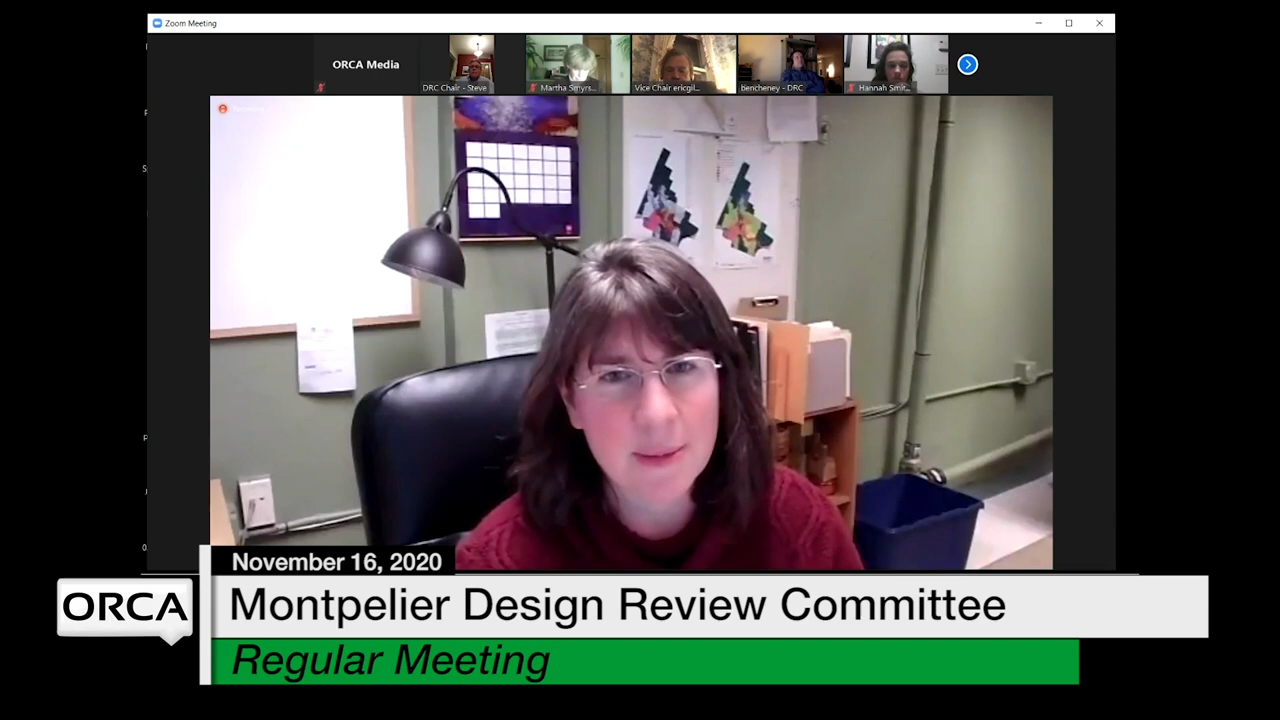 Zoom Meeting
ORCA Media
DRC Chair - Steve
Martha Smyrs...
Vice Chair ericgil...
bencheney - DRC
Hannah Smit...
November 16, 2020
ORCA
Montpelier Design Review Committee
Regular Meeting